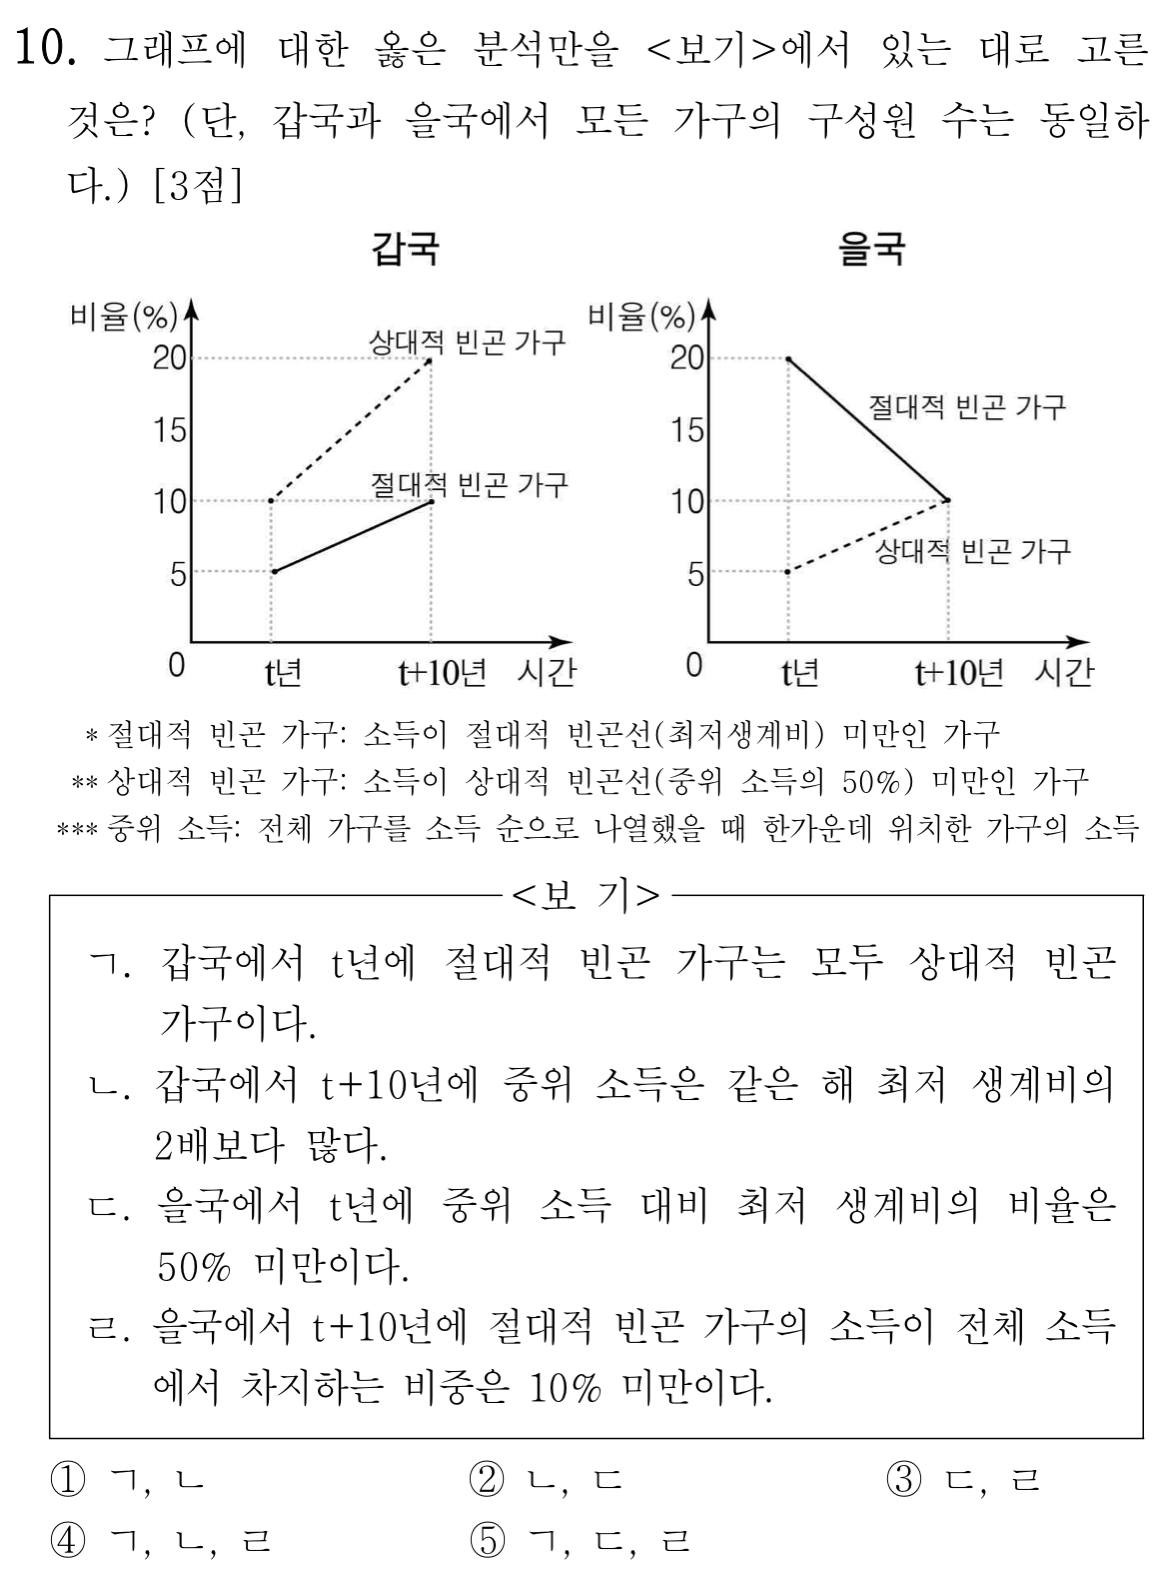 10. 그래프에 대한 옳은 분석만을 <보기>에서 있는 대로 고른
것은? (단, 갑국과 을국에서 모든 가구의 구성원 수는 동일하
다.) [3점]
갑국
비율(%)
20
15
10
5
0
상대적 빈곤 가구
절대적 빈곤 가구
t년
t+10년
시간
을국
비율(%)
20
15
10
5
0
절대적 빈곤 가구
상대적 빈곤 가구
t년
t+10년
시간
* 절대적 빈곤 가구: 소득이 절대적 빈곤선(최저생계비) 미만인 가구
** 상대적 빈곤 가구: 소득이 상대적 빈곤선(중위 소득의 50%) 미만인 가구
*** 중위 소득: 전체 가구를 소득 순으로 나열했을 때 한가운데 위치한 가구의 소득
<보 기>
ㄱ. 갑국에서 t년에 절대적 빈곤 가구는 모두 상대적 빈곤
가구이다.
ㄴ. 갑국에서 t+10년에 중위 소득은 같은 해 최저 생계비의
2배보다 많다.
ㄷ. 을국에서 t년에 중위 소득 대비 최저 생계비의 비율은
50% 미만이다.
ㄹ. 을국에서 t+10년에 절대적 빈곤 가구의 소득이 전체 소득
에서 차지하는 비중은 10% 미만이다.
① ㄱ, ㄴ ② ㄴ, ㄷ ③ ㄷ, ㄹ
④ ㄱ, ㄴ, ㄹ ⑤ ㄱ, ㄷ, ㄹ